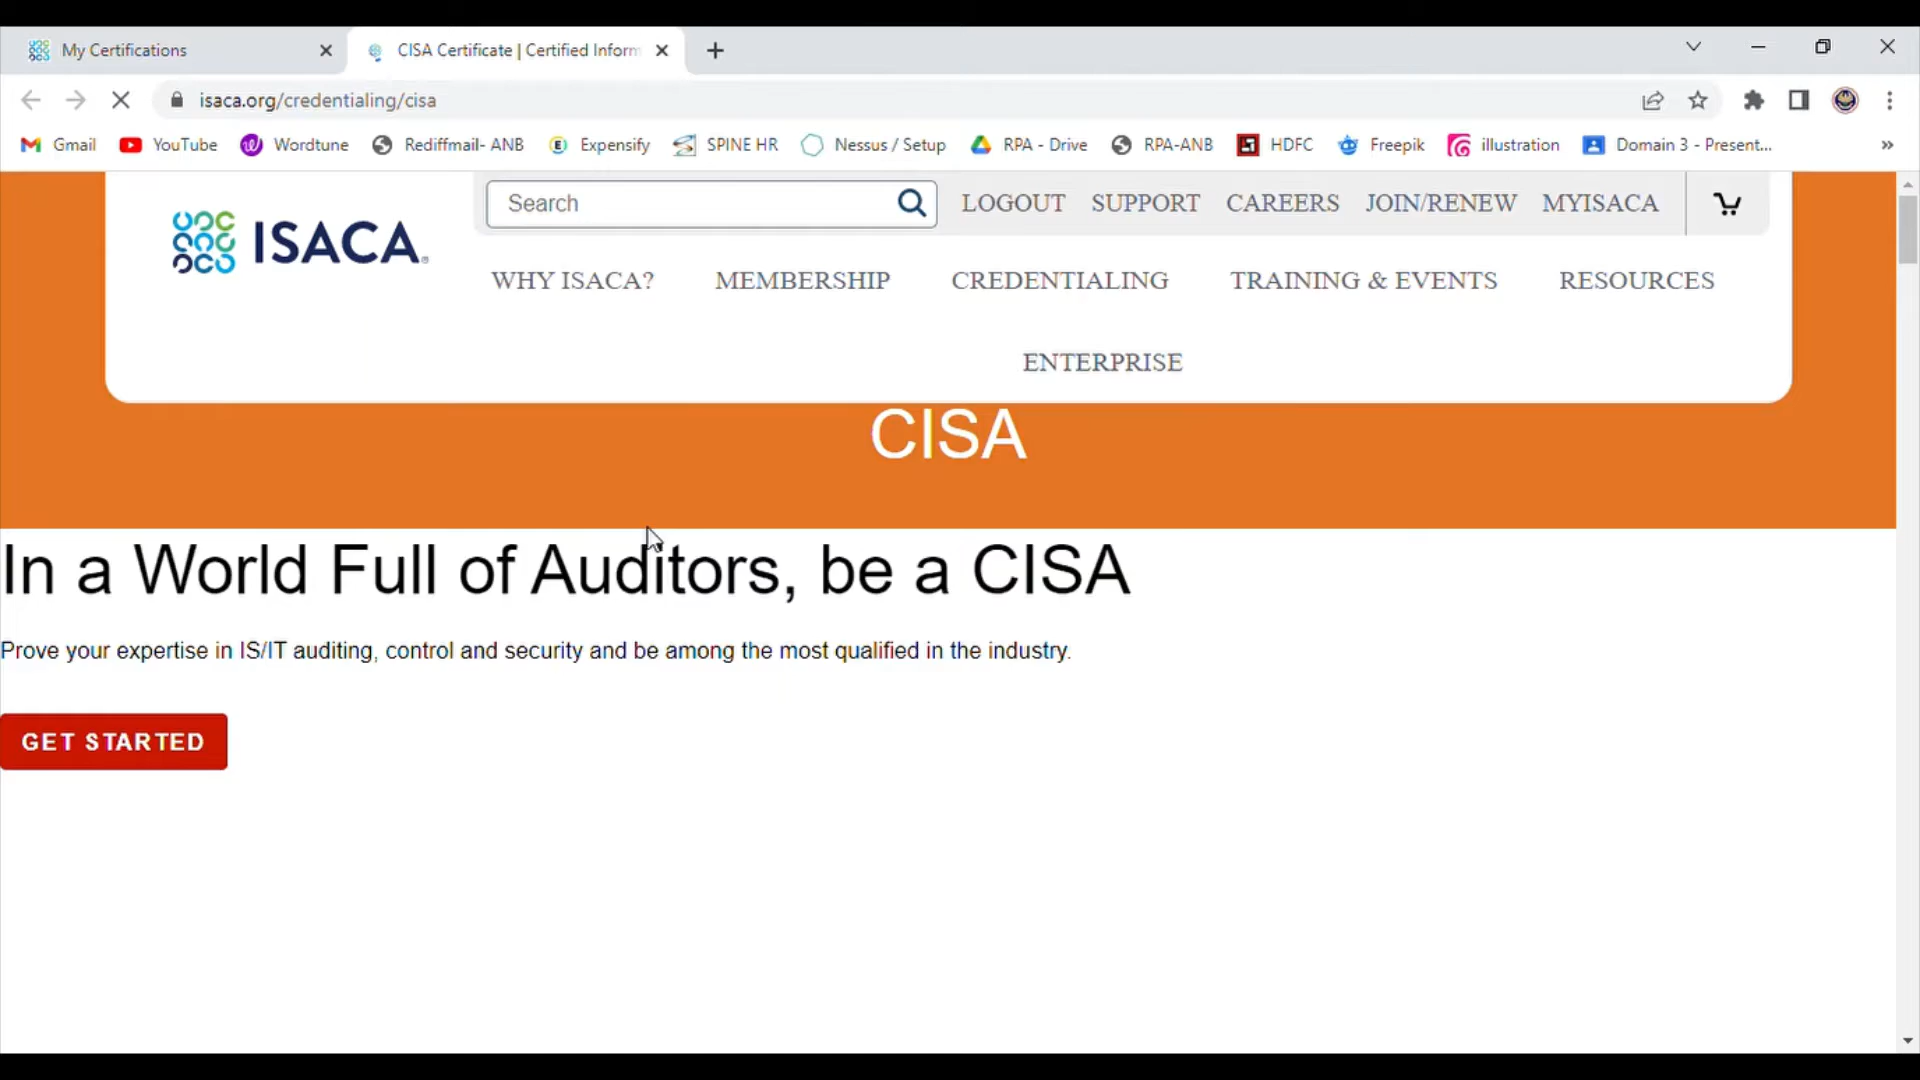 My Certifications
CISA Certificate | Certified Inform
isaca.org/credentialing/cisa
Gmail YouTube Wordtune Rediffmail- ANB Expensify SPINE HR Nessus / Setup RPA - Drive RPA-ANB HDFC Freepik illustration Domain 3 - Present... »
Search LOGOUT SUPPORT CAREERS JOIN/RENEW MYISACA
ISACA®
WHY ISACA? MEMBERSHIP CREDENTIALING TRAINING & EVENTS RESOURCES
ENTERPRISE
CISA
In a World Full of Auditors, be a CISA
Prove your expertise in IS/IT auditing, control and security and be among the most qualified in the industry.
GET STARTED